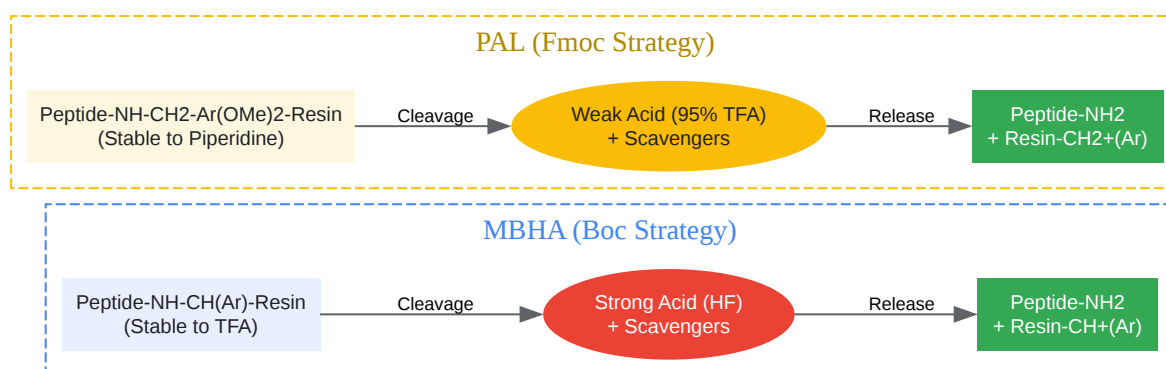 PAL (Fmoc Strategy)
Peptide-NH-CH2-Ar(OMe)2-Resin
(Stable to Piperidine)
Cleavage
Weak Acid (95% TFA)
+ Scavengers
Release
Peptide-NH2
+ Resin-CH2+(Ar)
MBHA (Boc Strategy)
Peptide-NH-CH(Ar)-Resin
(Stable to TFA)
Cleavage
Strong Acid (HF)
+ Scavengers
Release
Peptide-NH2
+ Resin-CH+(Ar)